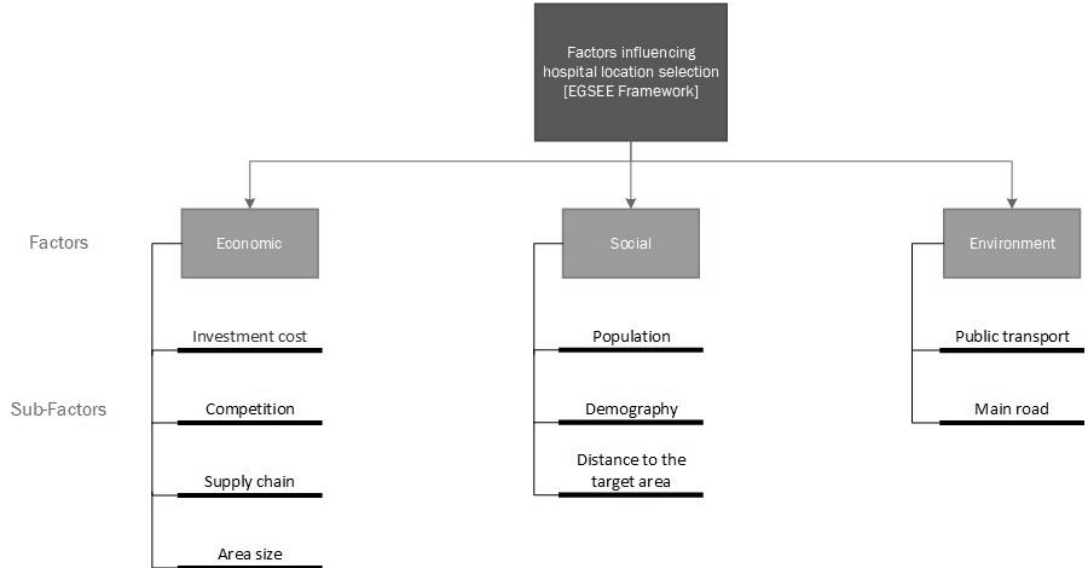 Factors influencing
hospital location selection
[EGSEE Framework]
Factors
Economic
Social
Environment
Investment cost
Population
Public transport
Sub-Factors
Competition
Demography
Main road
Supply chain
Distance to the
target area
Area size